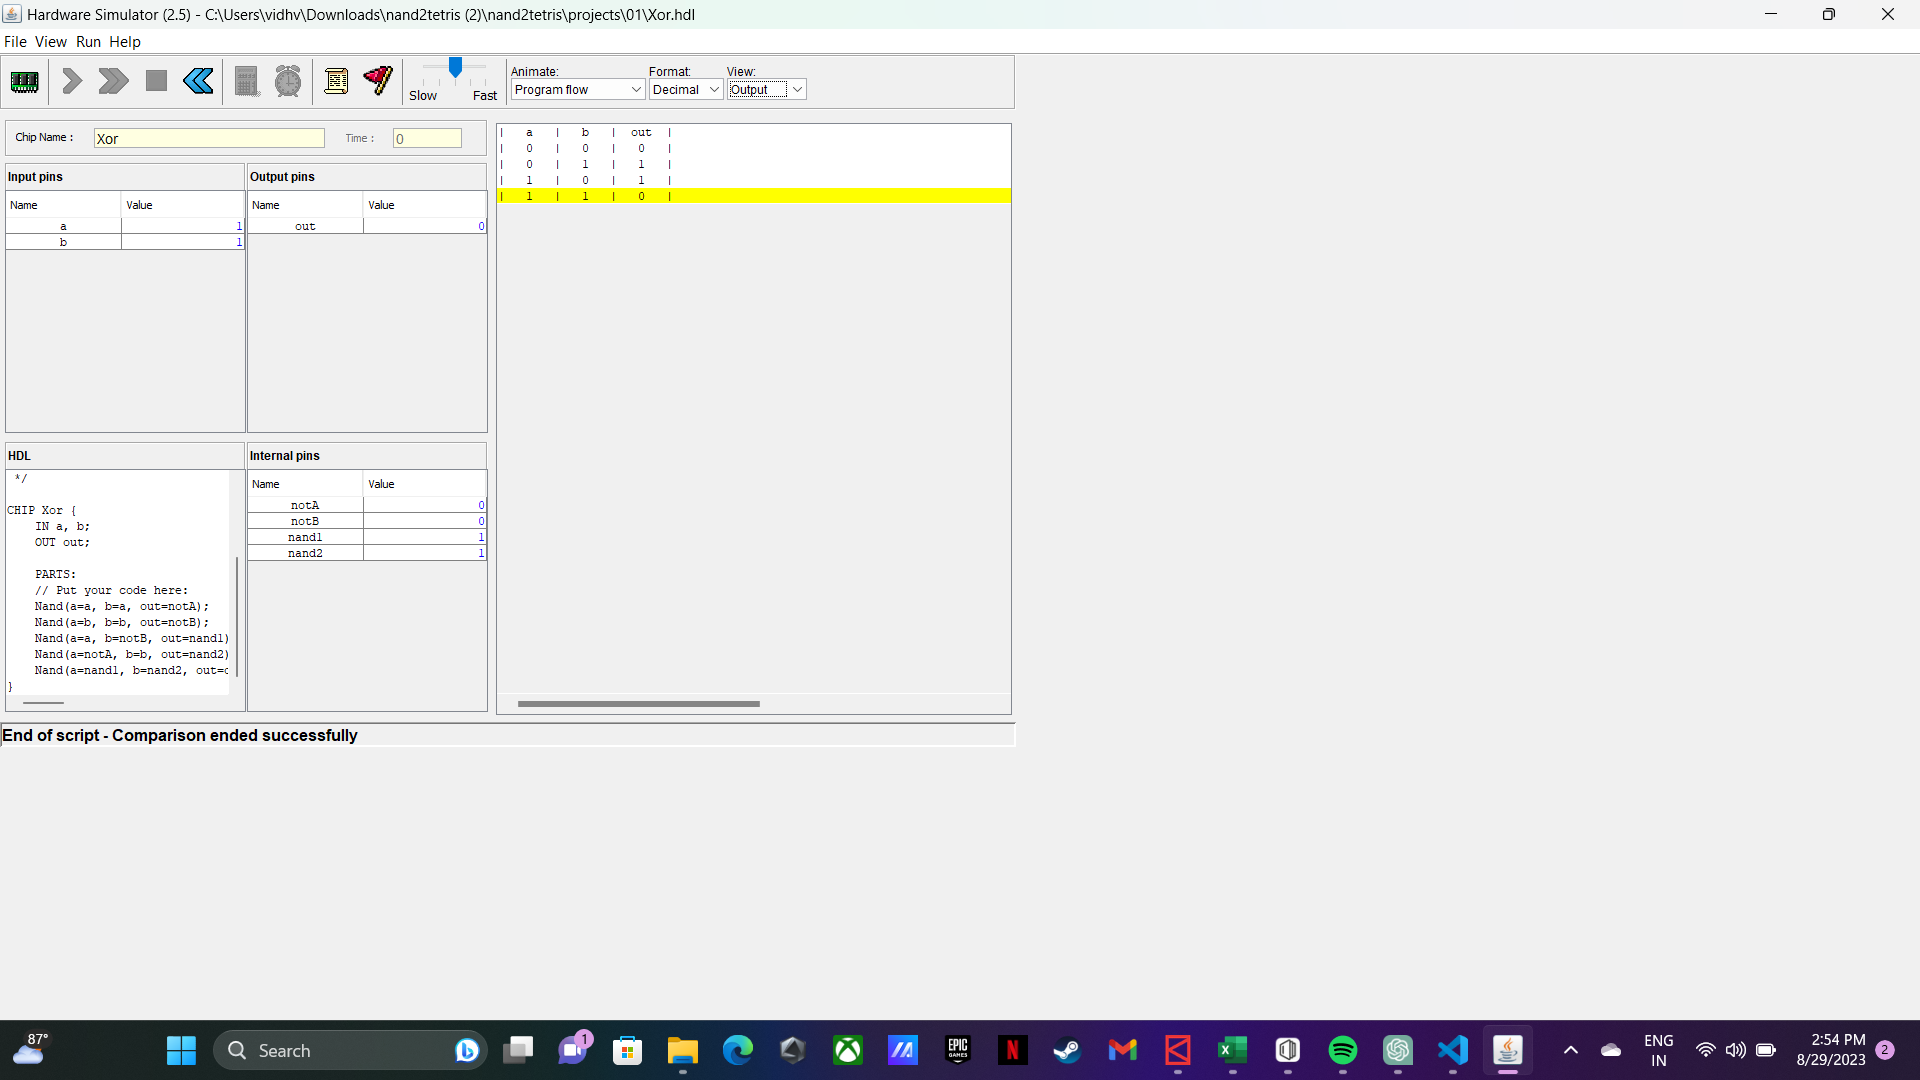 Hardware Simulator (2.5) - C:\Users\vidhv\Downloads\nand2tetris (2)\nand2tetris\projects\01\Xor.hdl
File View Run Help
Slow Fast
Animate: Format: View:
Program flow Decimal Output
Chip Name : Xor Time : 0
Input pins
Name Value
a 1
b 1
Output pins
Name Value
out 0
HDL
*/
CHIP Xor {
IN a, b;
OUT out;
PARTS:
// Put your code here:
Nand(a=a, b=a, out=notA);
Nand(a=b, b=b, out=notB);
Nand(a=a, b=notB, out=nand1)
Nand(a=notA, b=b, out=nand2)
Nand(a=nand1, b=nand2, out=
}
Internal pins
Name Value
notA 0
notB 0
nand1 1
nand2 1
| a | b | out |
| 0 | 0 | 0 |
| 0 | 1 | 1 |
| 1 | 0 | 1 |
| 1 | 1 | 0 |
End of script - Comparison ended successfully
87°
Search
1
EPIC GAMES
N
ENG
IN
2:54 PM
8/29/2023
2